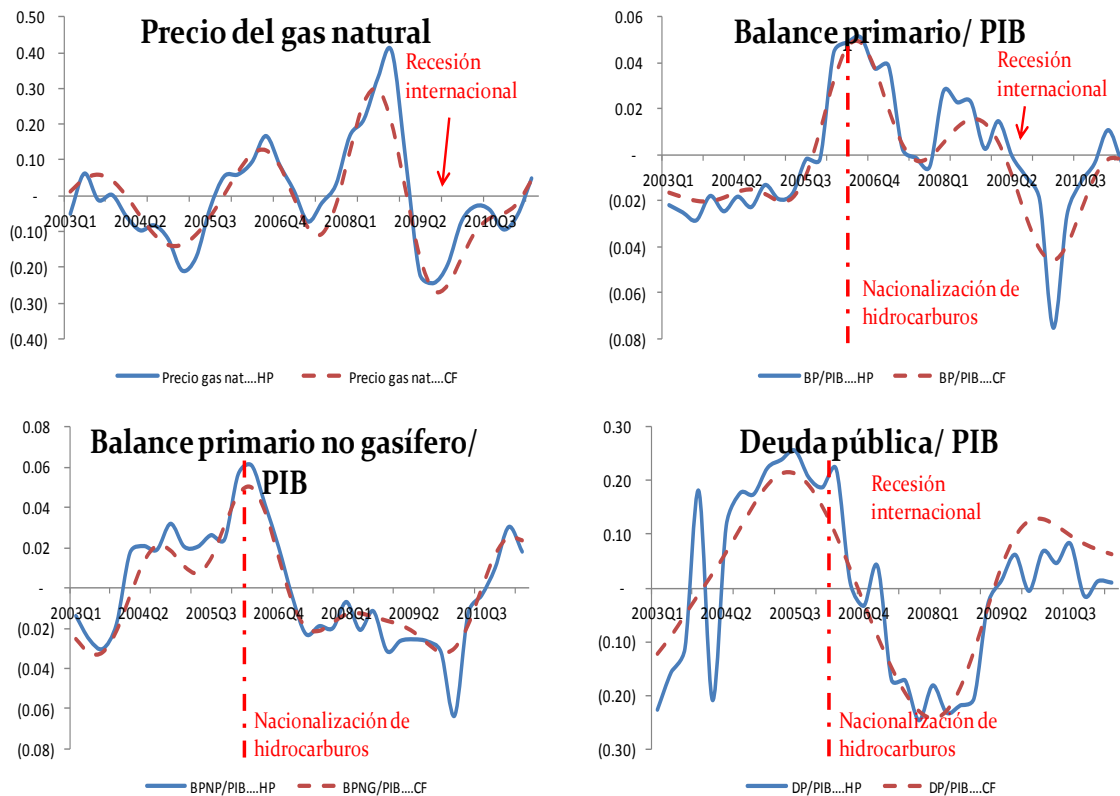 Precio del gas natural
0.50
0.40
0.30
0.20
0.10
-
(0.10)
(0.20)
(0.30)
(0.40)
Recesión
internacional
2003Q1 2004Q2 2005Q3 2006Q4 2008Q1 2009Q2 2010Q3
Precio gas nat....HP Precio gas nat....CF
Balance primario/ PIB
0.06
0.04
0.02
-
(0.02)
(0.04)
(0.06)
(0.08)
Recesión
internacional
2003Q1 2004Q2 2005Q3 2006Q4 2008Q1 2009Q2 2010Q3
Nacionalización de
hidrocarburos
BP/PIB....HP BP/PIB....CF
Balance primario no gasífero/
PIB
0.08
0.06
0.04
0.02
-
(0.02)
(0.04)
(0.06)
(0.08)
2003Q1 2004Q2 2005Q3 2006Q4 2008Q1 2009Q2 2010Q3
Nacionalización de
hidrocarburos
BPNP/PIB....HP BPNG/PIB....CF
Deuda pública/ PIB
0.30
0.20
0.10
-
(0.10)
(0.20)
(0.30)
Recesión
internacional
2003Q1 2004Q2 2005Q3 2006Q4 2008Q1 2009Q2 2010Q3
Nacionalización de
hidrocarburos
DP/PIB....HP DP/PIB....CF